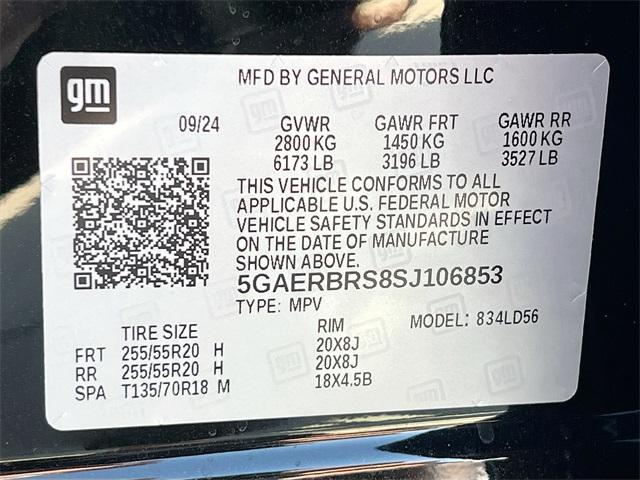 gm
MFD BY GENERAL MOTORS LLC
09/24 GVWR GAWR FRT GAWR RR
2800 KG 1450 KG 1600 KG
6173 LB 3196 LB 3527 LB
THIS VEHICLE CONFORMS TO ALL
APPLICABLE U.S. FEDERAL MOTOR
VEHICLE SAFETY STANDARDS IN EFFECT
ON THE DATE OF MANUFACTURE
SHOWN ABOVE.
5GAERBRS8SJ106853
TYPE: MPV
TIRE SIZE RIM MODEL: 834LD56
FRT 255/55R20 H 20X8J
RR 255/55R20 H 20X8J
SPA T135/70R18 M 18X4.5B